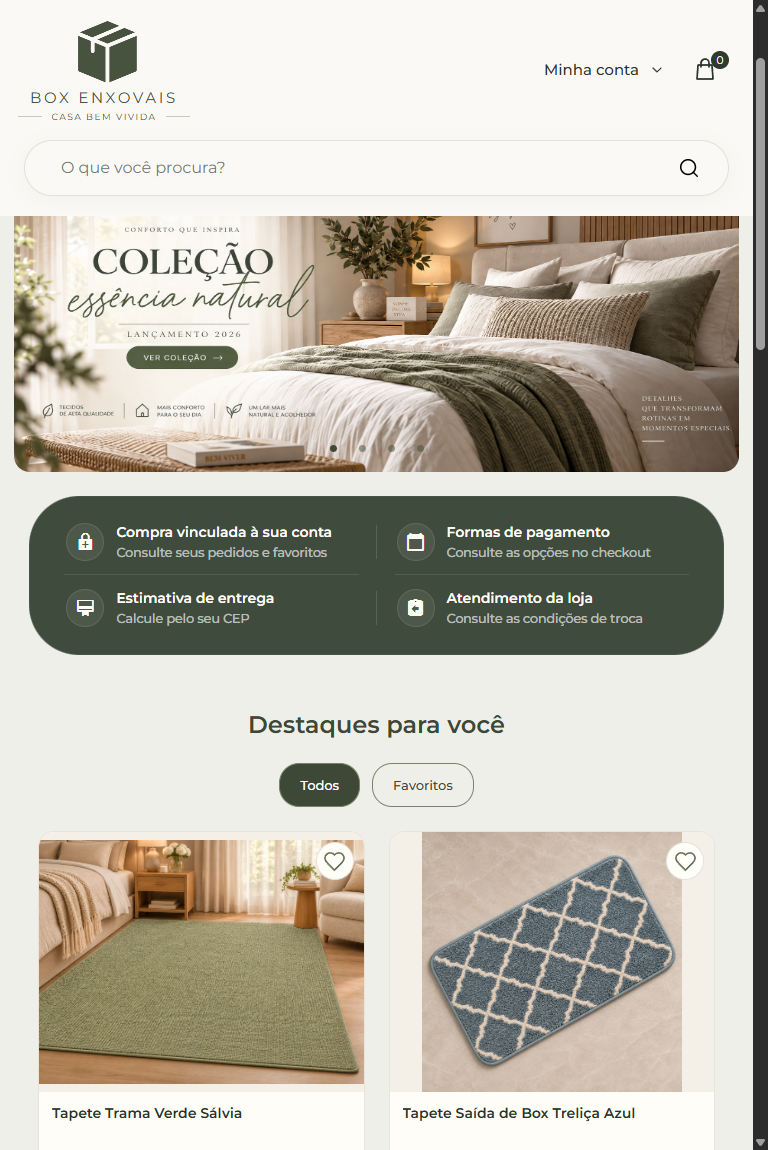 BOX ENXOVAIS
CASA BEM VIVIDA
Minha conta
0
O que você procura?
CONFORTO QUE INSPIRA
COLEÇÃO
essência natural
LANÇAMENTO 2026
VER COLEÇÃO →
TECIDOS
DE ALTA QUALIDADE
MAIS CONFORTO
PARA O SEU DIA
UM LAR MAIS
NATURAL E ACOLHEDOR
BEM VIVER
DETALHES
QUE TRANSFORMAM
ROTINAS EM
MOMENTOS ESPECIAIS.
Compra vinculada à sua conta
Consulte seus pedidos e favoritos
Formas de pagamento
Consulte as opções no checkout
Estimativa de entrega
Calcule pelo seu CEP
Atendimento da loja
Consulte as condições de troca
Destaques para você
Todos
Favoritos
Tapete Trama Verde Sálvia
Tapete Saída de Box Treliça Azul